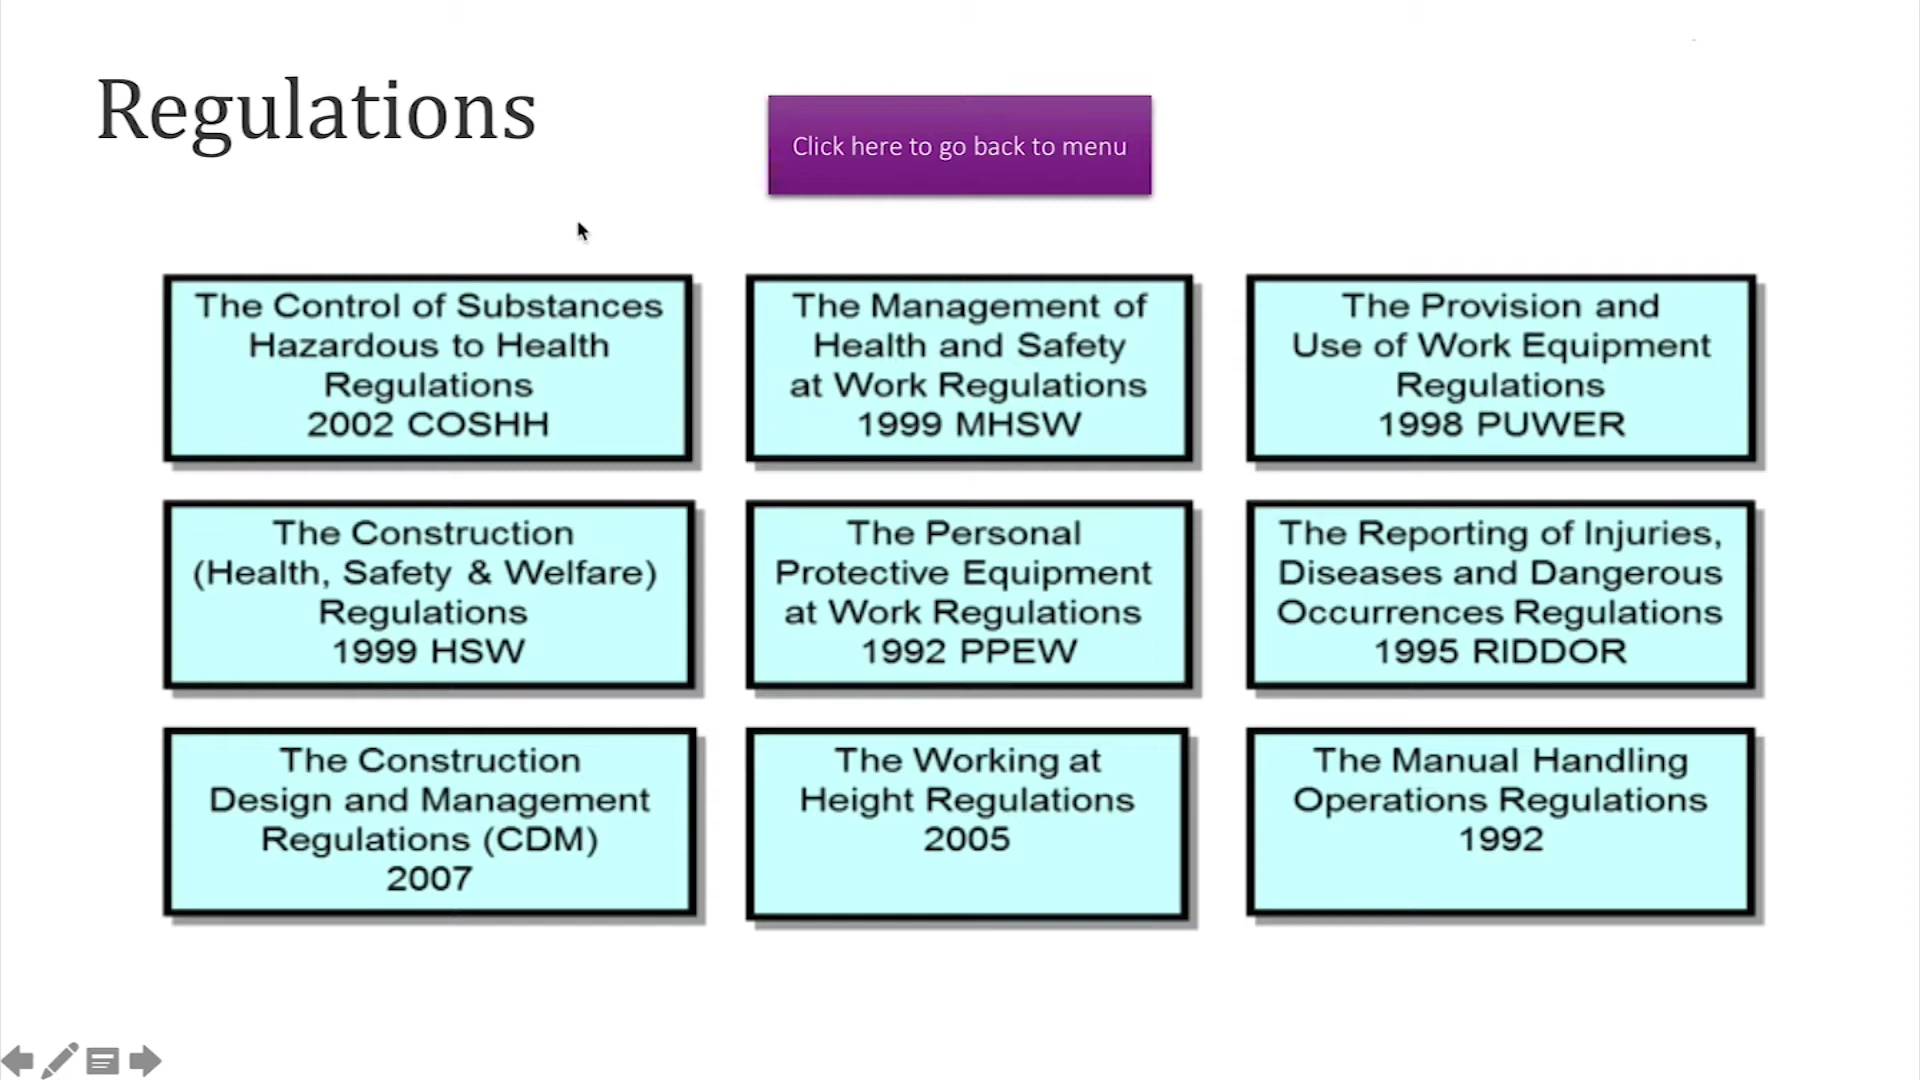 Regulations
Click here to go back to menu
The Control of Substances
Hazardous to Health
Regulations
2002 COSHH
The Management of
Health and Safety
at Work Regulations
1999 MHSW
The Provision and
Use of Work Equipment
Regulations
1998 PUWER
The Construction
(Health, Safety & Welfare)
Regulations
1999 HSW
The Personal
Protective Equipment
at Work Regulations
1992 PPEW
The Reporting of Injuries,
Diseases and Dangerous
Occurrences Regulations
1995 RIDDOR
The Construction
Design and Management
Regulations (CDM)
2007
The Working at
Height Regulations
2005
The Manual Handling
Operations Regulations
1992